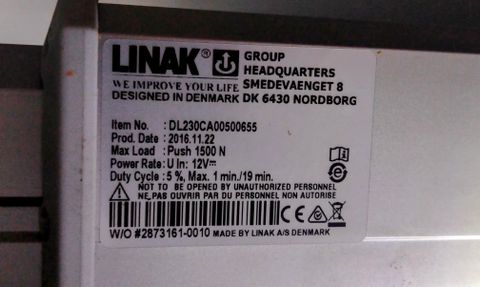 LINAK® GROUP
HEADQUARTERS
WE IMPROVE YOUR LIFE SMEDEVAENGET 8
DESIGNED IN DENMARK DK 6430 NORDBORG
Item No. : DL230CA00500655
Prod. Date : 2016.11.22
Max Load : Push 1500 N
Power Rate: U In: 12V⎓
Duty Cycle : 5 %, Max. 1 min./19 min.
NOT TO BE OPENED BY UNAUTHORIZED PERSONNEL
NE PAS OUVRIR PAR DU PERSONNEL NON AUTORISE
CE
W/O #2873161-0010 MADE BY LINAK A/S DENMARK